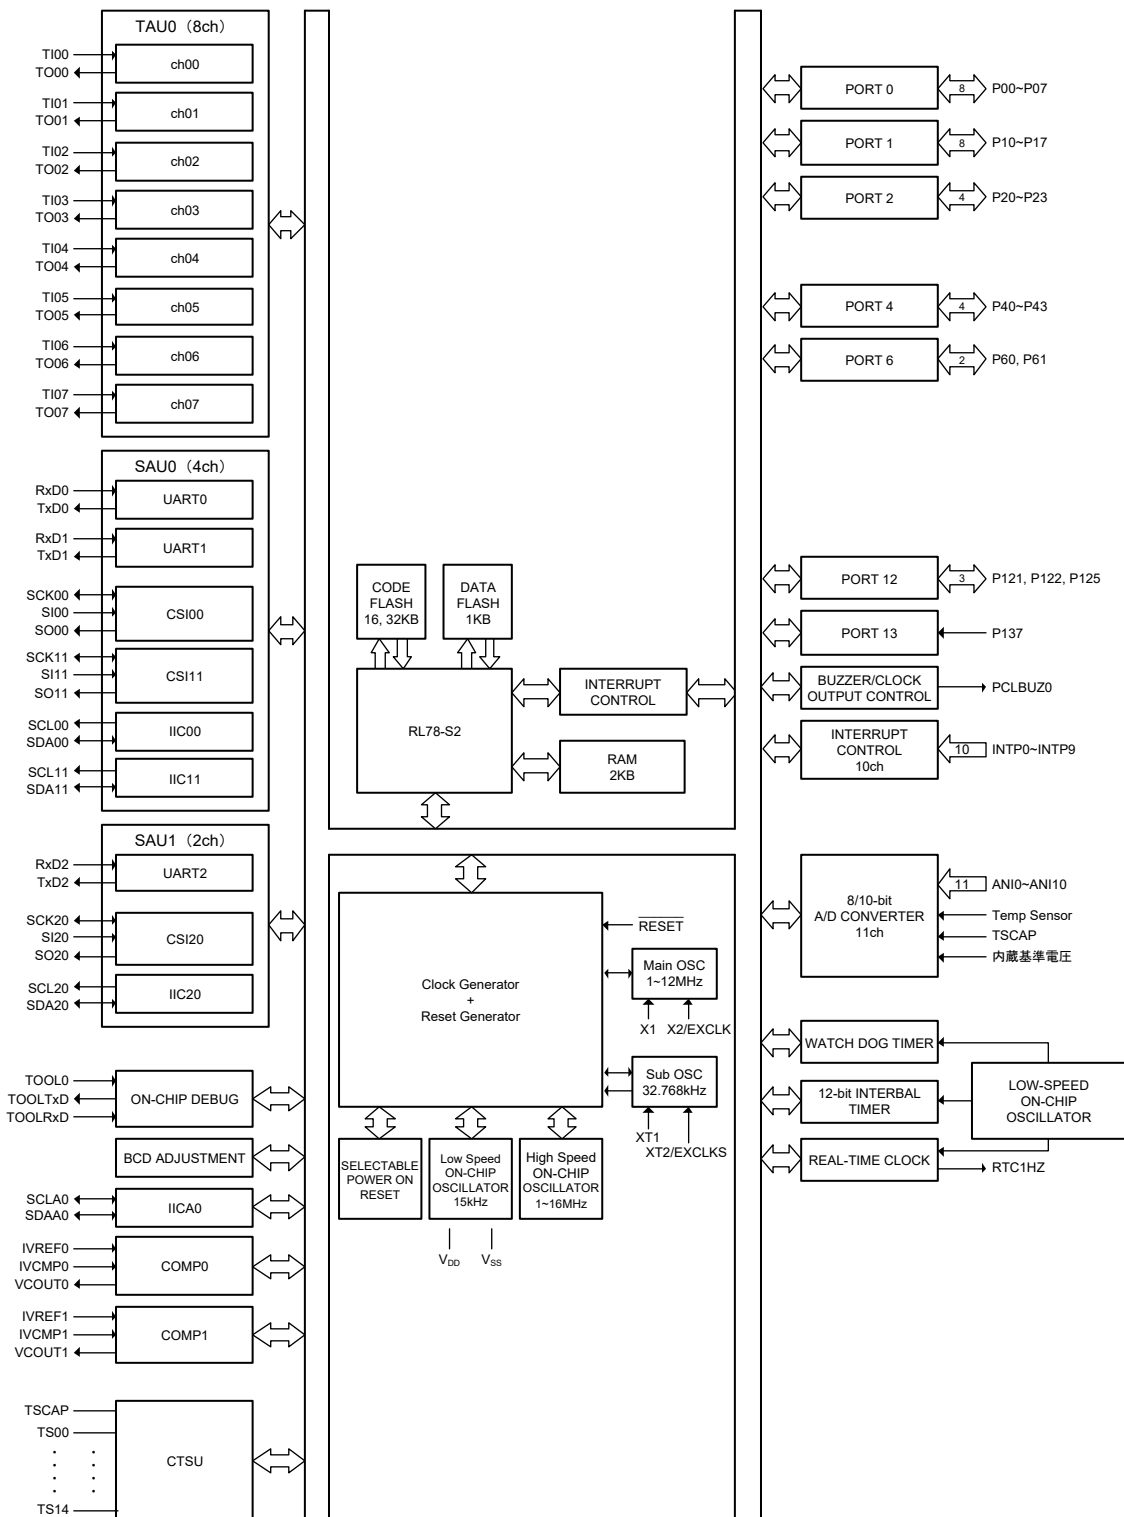 TAU0（8ch）
TI00
TO00
ch00
TI01
TO01
ch01
TI02
TO02
ch02
TI03
TO03
ch03
TI04
TO04
ch04
TI05
TO05
ch05
TI06
TO06
ch06
TI07
TO07
ch07
SAU0（4ch）
RxD0
TxD0
UART0
RxD1
TxD1
UART1
SCK00
SI00
SO00
CSI00
SCK11
SI11
SO11
CSI11
SCL00
SDA00
IIC00
SCL11
SDA11
IIC11
SAU1（2ch）
RxD2
TxD2
UART2
SCK20
SI20
SO20
CSI20
SCL20
SDA20
IIC20
TOOL0
TOOLTxD
TOOLRxD
ON-CHIP DEBUG
BCD ADJUSTMENT
SCLA0
SDAA0
IICA0
IVREF0
IVCMP0
VCOUT0
COMP0
IVREF1
IVCMP1
VCOUT1
COMP1
TSCAP
TS00
TS14
CTSU
CODE
FLASH
16, 32KB
DATA
FLASH
1KB
RL78-S2
INTERRUPT
CONTROL
RAM
2KB
Clock Generator
+
Reset Generator
RESET
Main OSC
1~12MHz
X1
X2/EXCLK
Sub OSC
32.768kHz
XT1
XT2/EXCLKS
SELECTABLE
POWER ON
RESET
Low Speed
ON-CHIP
OSCILLATOR
15kHz
High Speed
ON-CHIP
OSCILLATOR
1~16MHz
VDD
VSS
PORT 0
8
P00~P07
PORT 1
8
P10~P17
PORT 2
4
P20~P23
PORT 4
4
P40~P43
PORT 6
2
P60, P61
PORT 12
3
P121, P122, P125
PORT 13
P137
BUZZER/CLOCK
OUTPUT CONTROL
PCLBUZ0
INTERRUPT
CONTROL
10ch
10
INTP0~INTP9
8/10-bit
A/D CONVERTER
11ch
11
ANI0~ANI10
Temp Sensor
TSCAP
内蔵基準電圧
WATCH DOG TIMER
12-bit INTERBAL
TIMER
REAL-TIME CLOCK
RTC1HZ
LOW-SPEED
ON-CHIP
OSCILLATOR